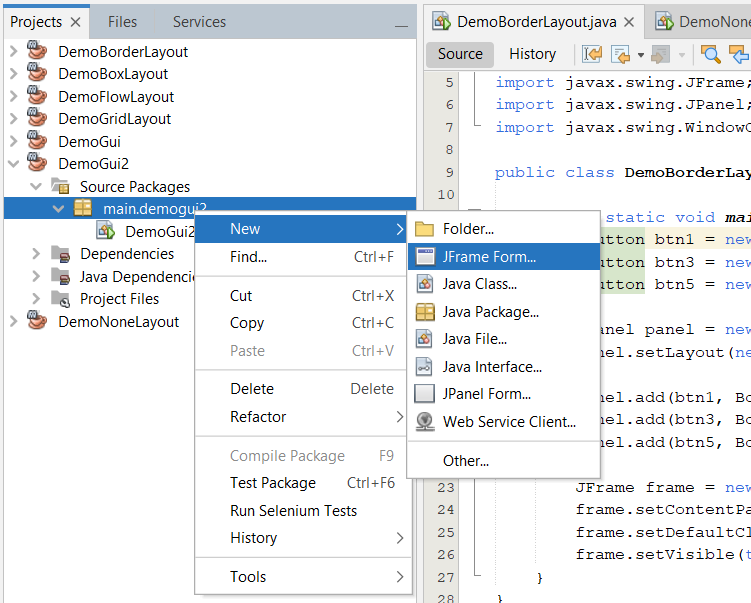 Projects
Files
Services
DemoBorderLayout
DemoBoxLayout
DemoFlowLayout
DemoGridLayout
DemoGui
DemoGui2
Source Packages
main.demogui2
DemoGui2
Dependencies
Java Dependenci
Project Files
DemoNoneLayout
New
Find... Ctrl+F
Cut Ctrl+X
Copy Ctrl+C
Paste Ctrl+V
Delete Delete
Refactor
Compile Package F9
Test Package Ctrl+F6
Run Selenium Tests
History
Tools
Folder...
JFrame Form...
Java Class...
Java Package...
Java File...
Java Interface...
JPanel Form...
Web Service Client...
Other...
DemoBorderLayout.java
DemoNone
Source History
5 import javax.swing.JFrame;
6 import javax.swing.JPanel;
7 import javax.swing.WindowC
8
9 public class DemoBorderLay
10
static void mai
utton btn1 = new
utton btn3 = new
utton btn5 = new
anel panel = new
nel.setLayout(ne
nel.add(btn1, Bo
nel.add(btn3, Bo
nel.add(btn5, Bo
23 JFrame frame = new
24 frame.setContentPa
25 frame.setDefaultCl
26 frame.setVisible(t
27 }
28 }